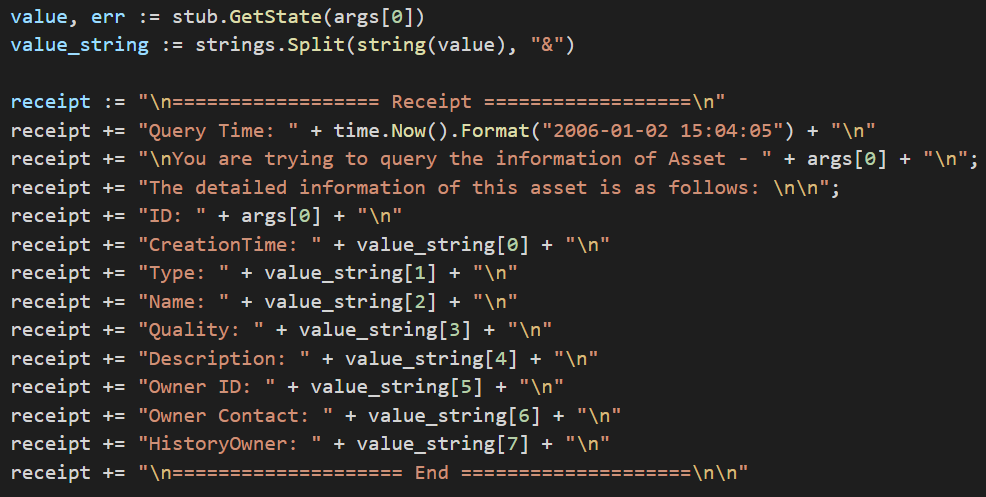 value, err := stub.GetState(args[0])
value_string := strings.Split(string(value), "&")
receipt := "\n================== Receipt ==================\n"
receipt += "Query Time: " + time.Now().Format("2006-01-02 15:04:05") + "\n"
receipt += "\nYou are trying to query the information of Asset - " + args[0] + "\n";
receipt += "The detailed information of this asset is as follows: \n\n";
receipt += "ID: " + args[0] + "\n"
receipt += "CreationTime: " + value_string[0] + "\n"
receipt += "Type: " + value_string[1] + "\n"
receipt += "Name: " + value_string[2] + "\n"
receipt += "Quality: " + value_string[3] + "\n"
receipt += "Description: " + value_string[4] + "\n"
receipt += "Owner ID: " + value_string[5] + "\n"
receipt += "Owner Contact: " + value_string[6] + "\n"
receipt += "HistoryOwner: " + value_string[7] + "\n"
receipt += "\n==================== End ====================\n\n"